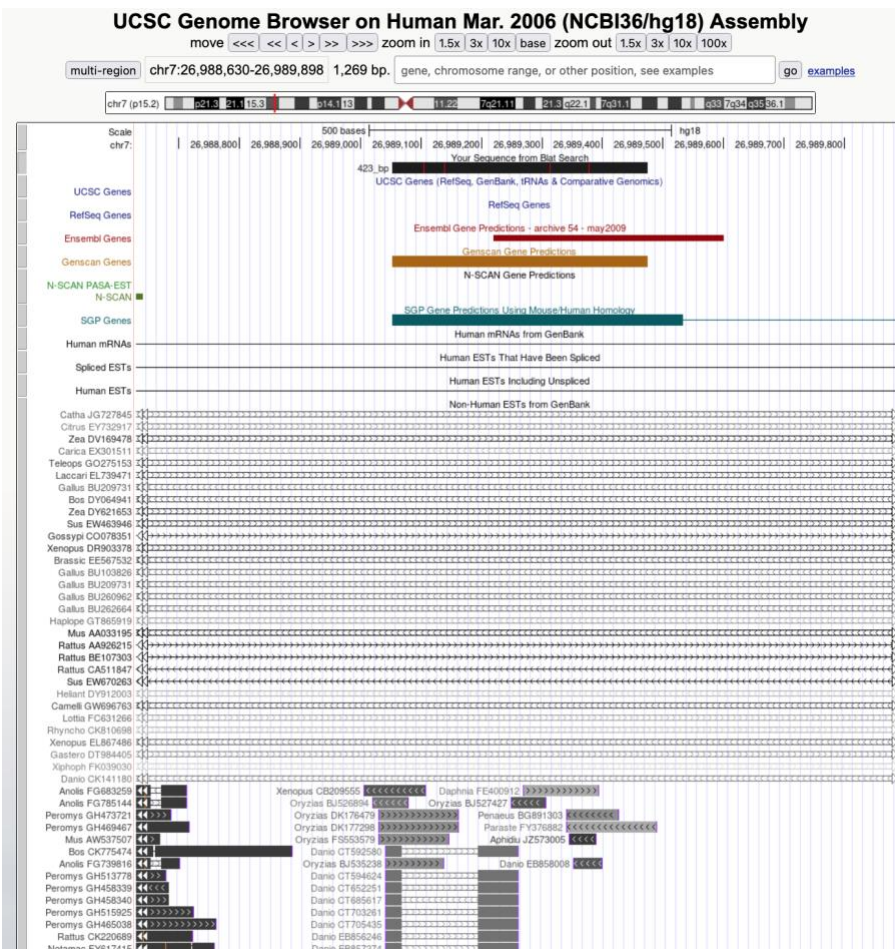 UCSC Genome Browser on Human Mar. 2006 (NCBI36/hg18) Assembly
move <<< << < > >> >>> zoom in 1.5x 3x 10x base zoom out 1.5x 3x 10x 100x
multi-region chr7:26,988,630-26,989,898 1,269 bp. gene, chromosome range, or other position, see examples go examples
chr7 (p15.2) p21.3 21.1 15.3 p14.1 13 11.22 7q21.11 21.3 q22.1 7q31.1 q33 7q34 q35 36.1
Scale 500 bases hg18
chr7: 26,988,800 26,988,900 26,989,000 26,989,100 26,989,200 26,989,300 26,989,400 26,989,500 26,989,600 26,989,700 26,989,800
Your Sequence from Blat Search
423_bp
UCSC Genes (RefSeq, GenBank, tRNAs & Comparative Genomics)
UCSC Genes
RefSeq Genes
RefSeq Genes
Ensembl Gene Predictions - archive 54 - may2009
Ensembl Genes
Genscan Gene Predictions
Genscan Genes
N-SCAN Gene Predictions
N-SCAN PASA-EST
N-SCAN
SGP Gene Predictions Using Mouse/Human Homology
SGP Genes
Human mRNAs from GenBank
Human mRNAs
Human ESTs That Have Been Spliced
Spliced ESTs
Human ESTs Including Unspliced
Human ESTs
Non-Human ESTs from GenBank
Catha JG727845
Citrus EY732917
Zea DV169478
Carica EX301511
Teleops GO275153
Laccari EL739471
Gallus BU209731
Bos DY064941
Zea DY621653
Sus EW463946
Gossypi CO078351
Xenopus DR903378
Brassic EE567532
Gallus BU103826
Gallus BU209731
Gallus BU260962
Gallus BU262664
Haplope GT865919
Mus AA033195
Rattus AA926215
Rattus BE107303
Rattus CA511847
Sus EW670263
Heliant DY912003
Camelli GW696763
Lottia FC631266
Rhyncho CK810698
Xenopus EL867486
Gastero DT984405
Xiphoph FK039030
Danio CK141180
Anolis FG683259 Xenopus CB209555 Daphnia FE400912
Anolis FG785144 Oryzias BJ526894 Oryzias BJ527427
Peromys GH473721 Oryzias DK176479 Penaeus BG891303
Peromys GH469467 Oryzias DK177298 Paraste FY376882
Mus AW537507 Oryzias FS553579 Aphidiu JZ573005
Bos CK775474 Danio CT592580
Anolis FG739816 Oryzias BJ535238 Danio EB858008
Peromys GH513778 Danio CT594624
Peromys GH458339 Danio CT652251
Peromys GH458340 Danio CT685617
Peromys GH515925 Danio CT703261
Peromys GH465038 Danio CT705435
Rattus CK220689 Danio EB856246